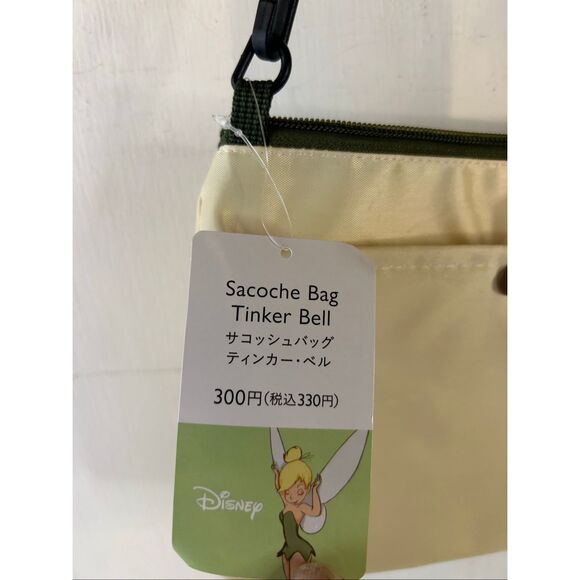 Sacoche Bag
Tinker Bell
サコッシュバッグ
ティンカー・ベル
300円(税込330円)
Disney